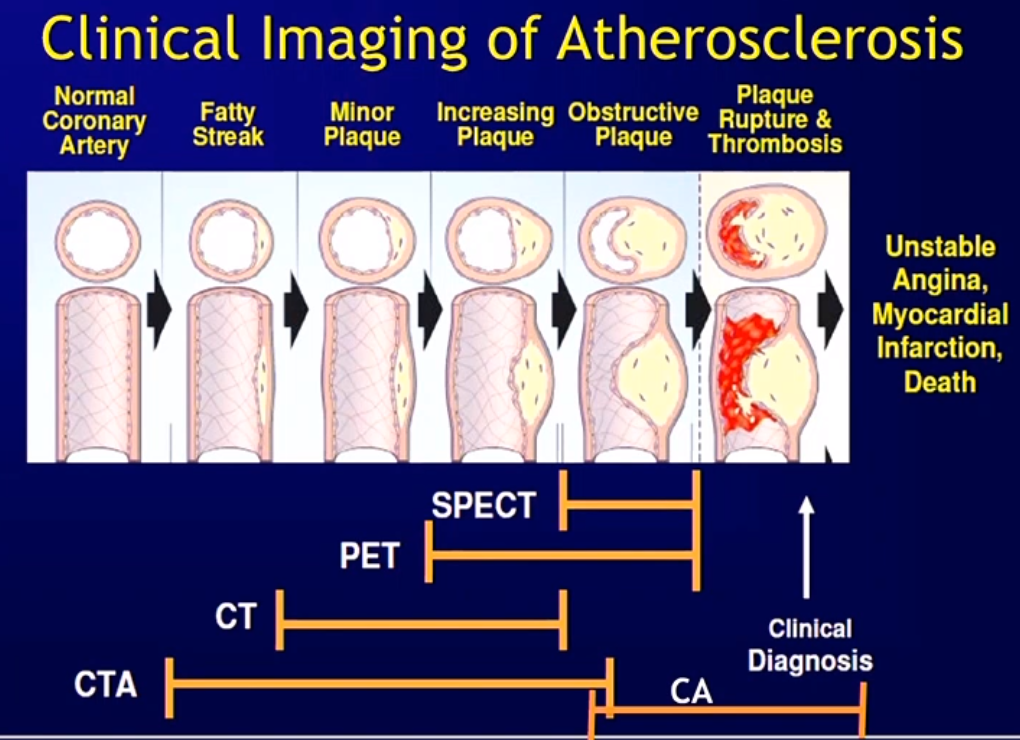 Clinical Imaging of Atherosclerosis
Normal
Coronary
Artery
Fatty
Streak
Minor
Plaque
Increasing
Plaque
Obstructive
Plaque
Plaque
Rupture &
Thrombosis
Unstable
Angina,
Myocardial
Infarction,
Death
SPECT
PET
CT
CTA
CA
Clinical
Diagnosis